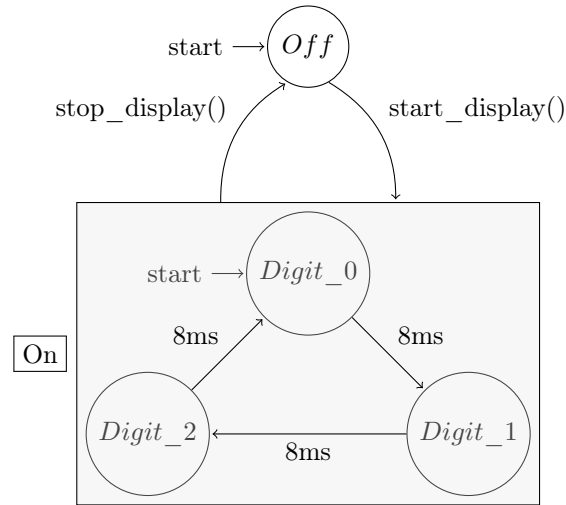 start
Off
stop_display()
start_display()
start
Digit_0
8ms
8ms
On
Digit_2
Digit_1
8ms